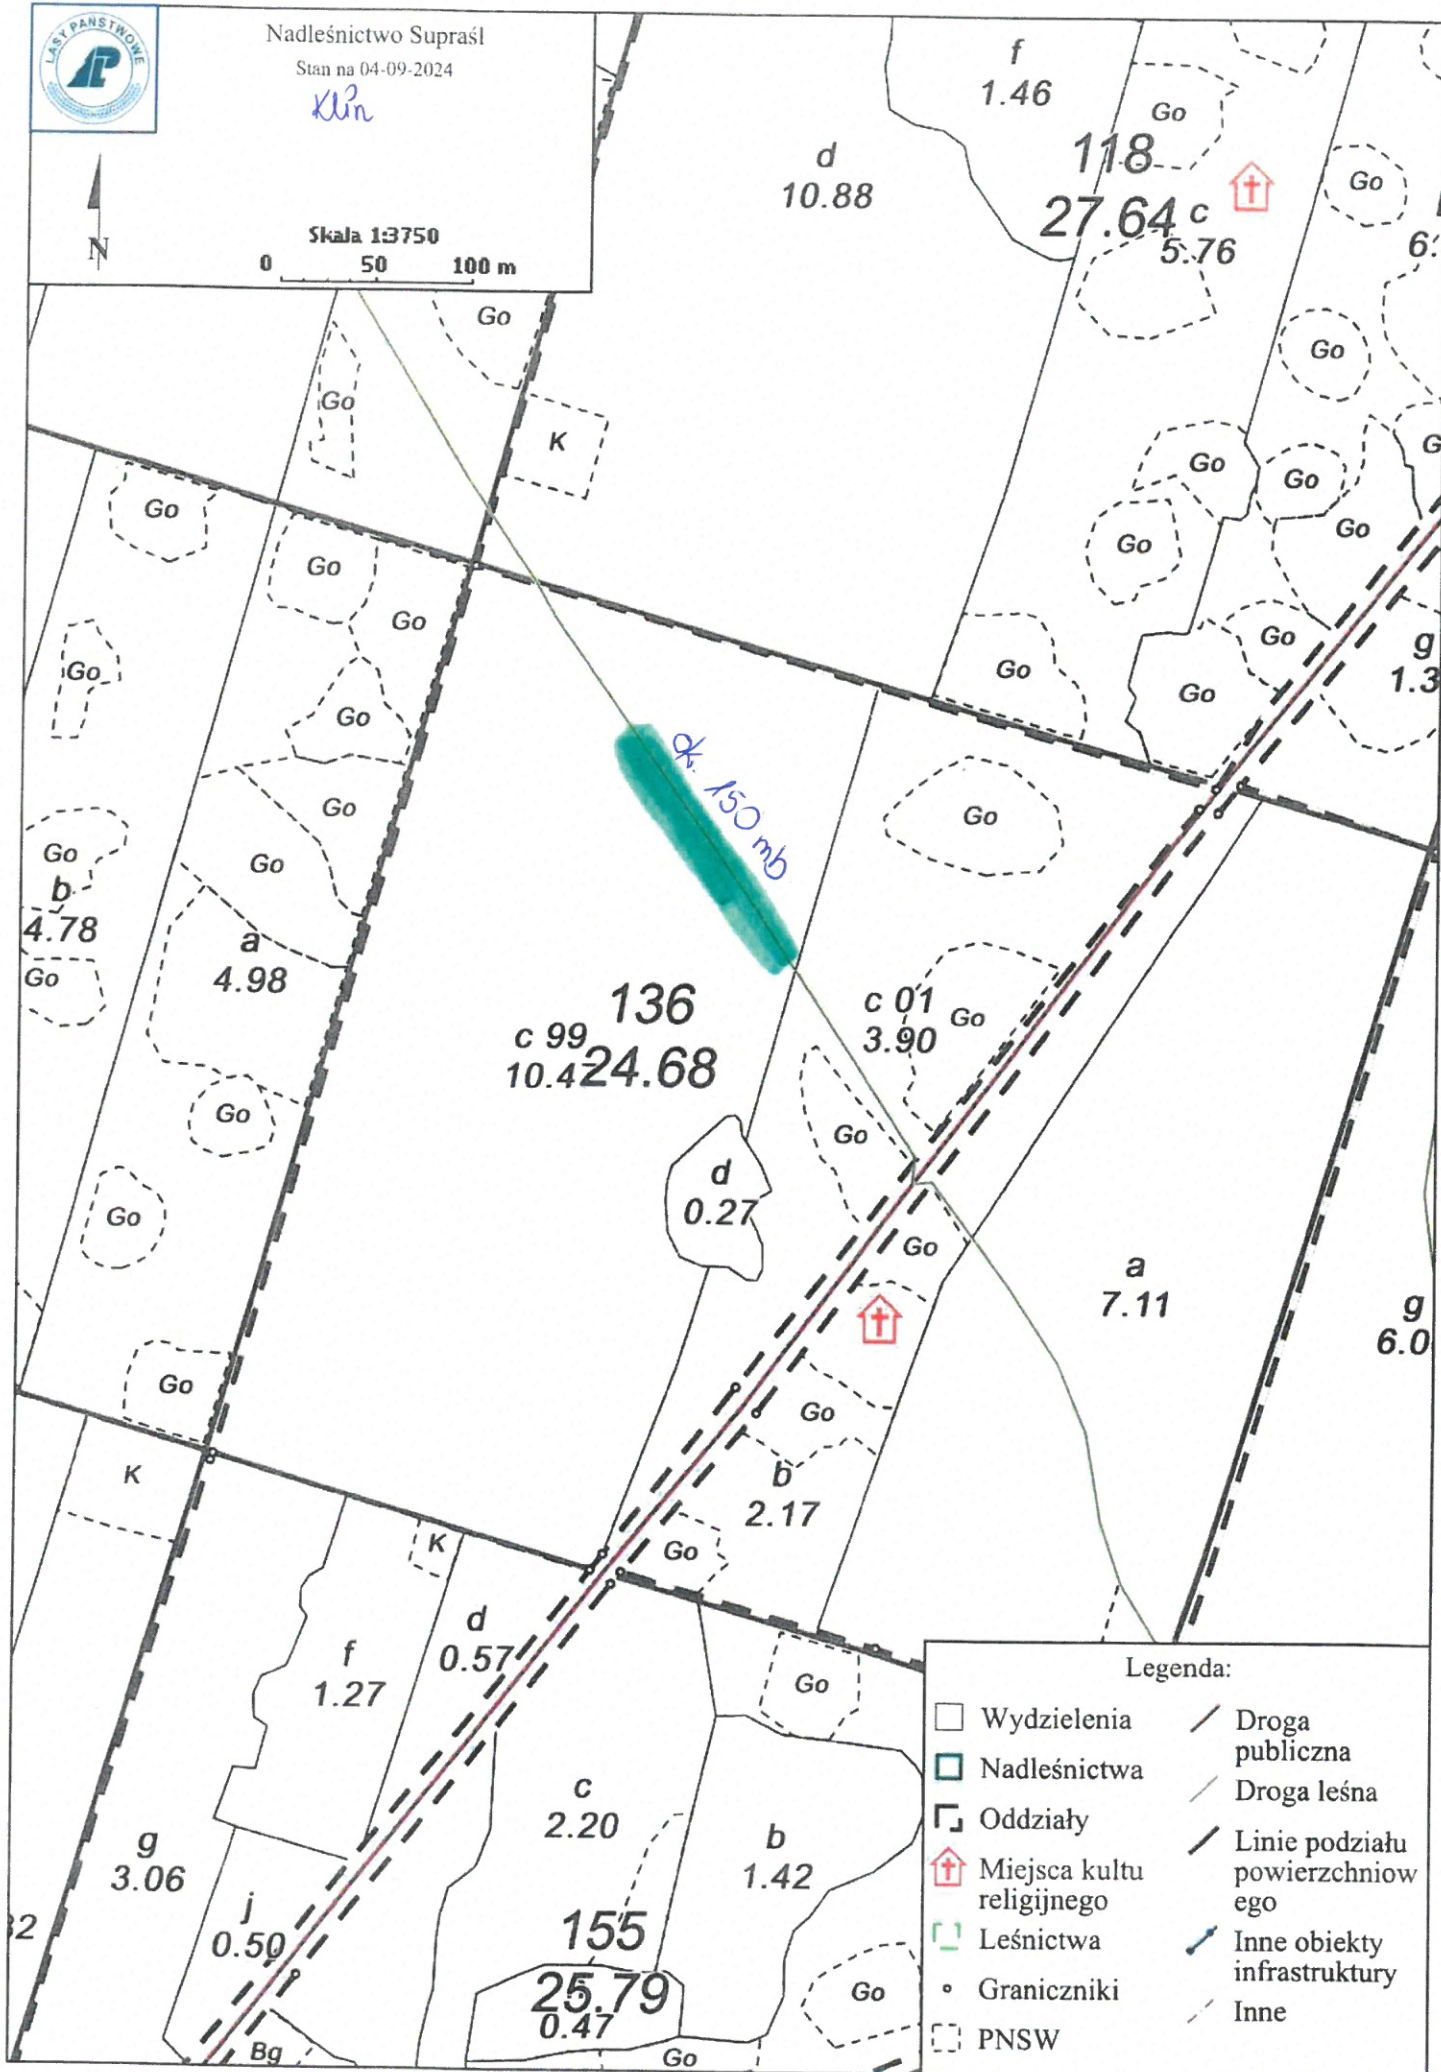 LASY PAŃSTWOWE
Nadleśnictwo Supraśl
Stan na 04-09-2024
Klin
N
Skala 1:3750
0 50 100 m
f
1.46
Go
118
27.64
c
5.76
d
10.88
Go
Go
Go
K
Go
Go
Go
Go
Go
Go
Go
Go
Go
Go
Go
Go
Go
Go
g
1.3
Go
Go
ok. 150 mb
Go
Go
Go
b
4.78
a
4.98
Go
136
24.68
c 99
10.4
c 01
3.90
Go
Go
Go
d
0.27
Go
Go
a
7.11
g
6.0
Go
Go
K
b
2.17
K
Go
d
0.57
f
1.27
Go
g
3.06
c
2.20
b
1.42
j
0.50
155
25.79
0.47
Go
Go
Bg
Legenda:
Wydzielenia
Nadleśnictwa
Oddziały
Miejsca kultu
religijnego
Leśnictwa
Graniczniki
PNSW
Droga
publiczna
Droga leśna
Linie podziału
powierzchniow
ego
Inne obiekty
infrastruktury
Inne